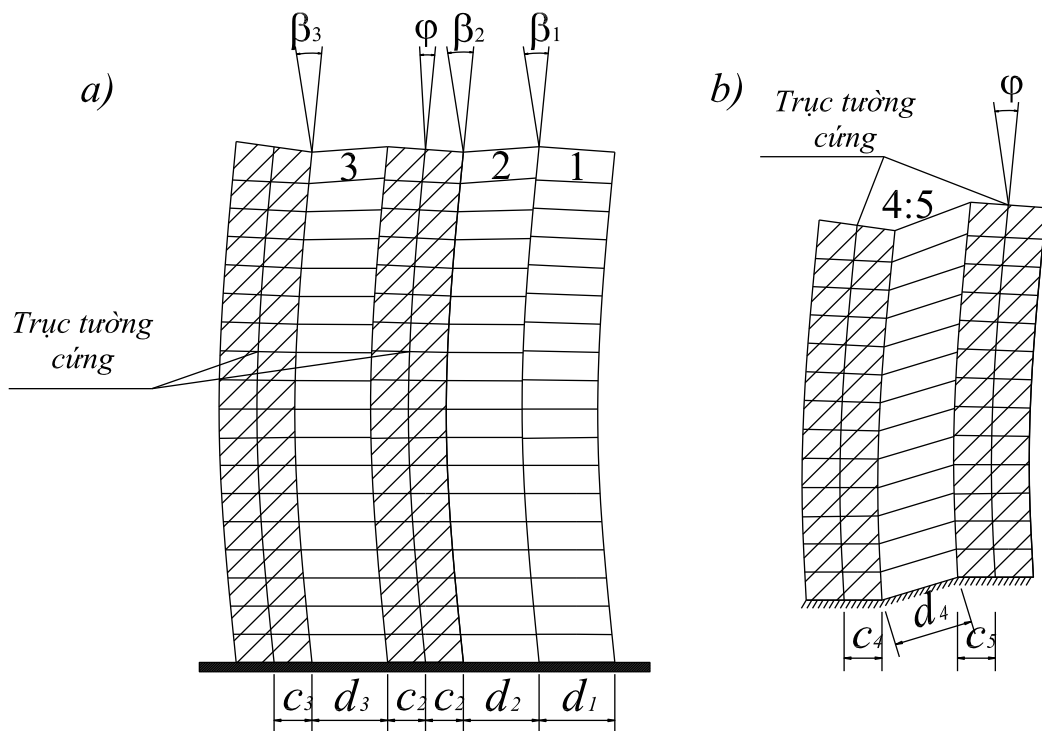 β3 φ β2 β1
a)
b)
φ
Trục tường
cứng
3 2 1
4:5
Trục tường
cứng
d4
c4 c5
c3 d3 c2 c2 d2 d1